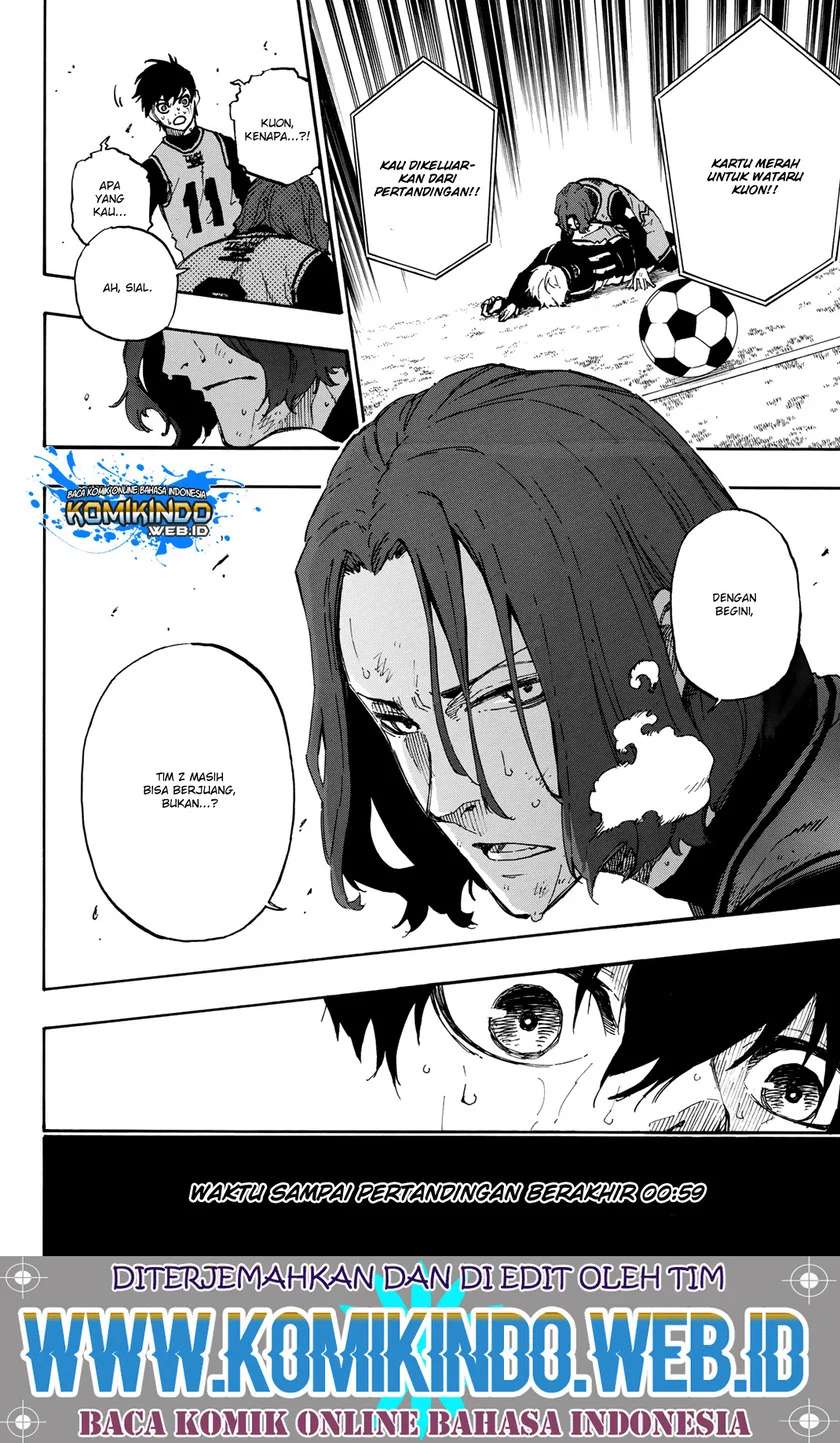 KARTU MERAH
UNTUK WATARU
KUON!!
KAU DIKELUAR-
KAN DARI
PERTANDINGAN!!
KUON,
KENAPA...?!
APA
YANG
KAU...
AH, SIAL.
11
BACA KOMIK ONLINE BAHASA INDONESIA
KOMIKINDO
.WEB.ID
DENGAN
BEGINI,
TIM 2 MASIH
BISA BERJUANG,
BUKAN...?
WAKTU SAMPAI PERTANDINGAN BERAKHIR 00:59
DITERJEMAHKAN DAN DI EDIT OLEH TIM
WWW.KOMIKINDO.WEB.ID
BACA KOMIK ONLINE BAHASA INDONESIA